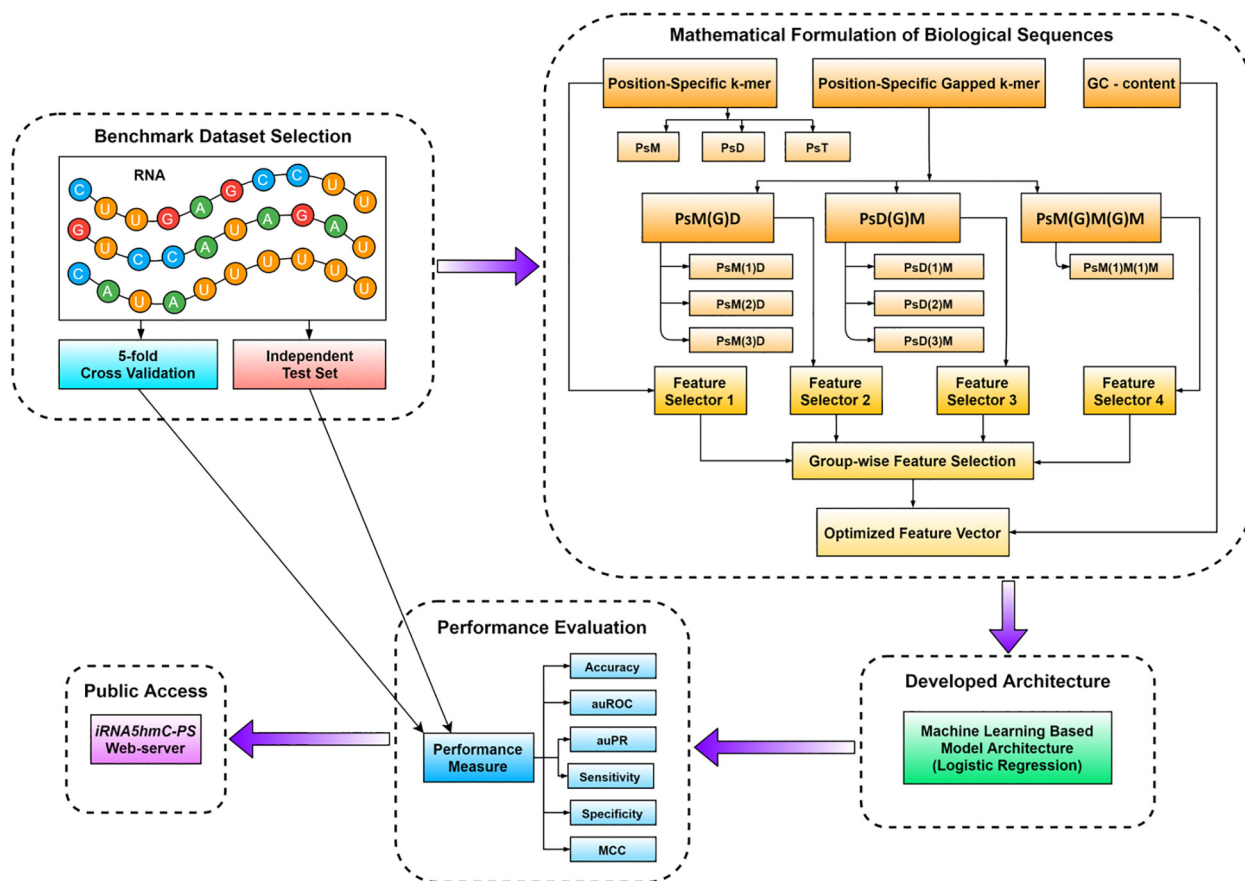 Benchmark Dataset Selection
RNA
C U U G A G C C U U
G U C C A U A G A U
C A U A U U U U U U
5-fold
Cross Validation
Independent
Test Set
Mathematical Formulation of Biological Sequences
Position-Specific k-mer
Position-Specific Gapped k-mer
GC - content
PsM
PsD
PsT
PsM(G)D
PsD(G)M
PsM(G)M(G)M
PsM(1)D
PsM(2)D
PsM(3)D
PsD(1)M
PsD(2)M
PsD(3)M
PsM(1)M(1)M
Feature
Selector 1
Feature
Selector 2
Feature
Selector 3
Feature
Selector 4
Group-wise Feature Selection
Optimized Feature Vector
Developed Architecture
Machine Learning Based
Model Architecture
(Logistic Regression)
Performance Evaluation
Performance
Measure
Accuracy
auROC
auPR
Sensitivity
Specificity
MCC
Public Access
iRNA5hmC-PS
Web-server